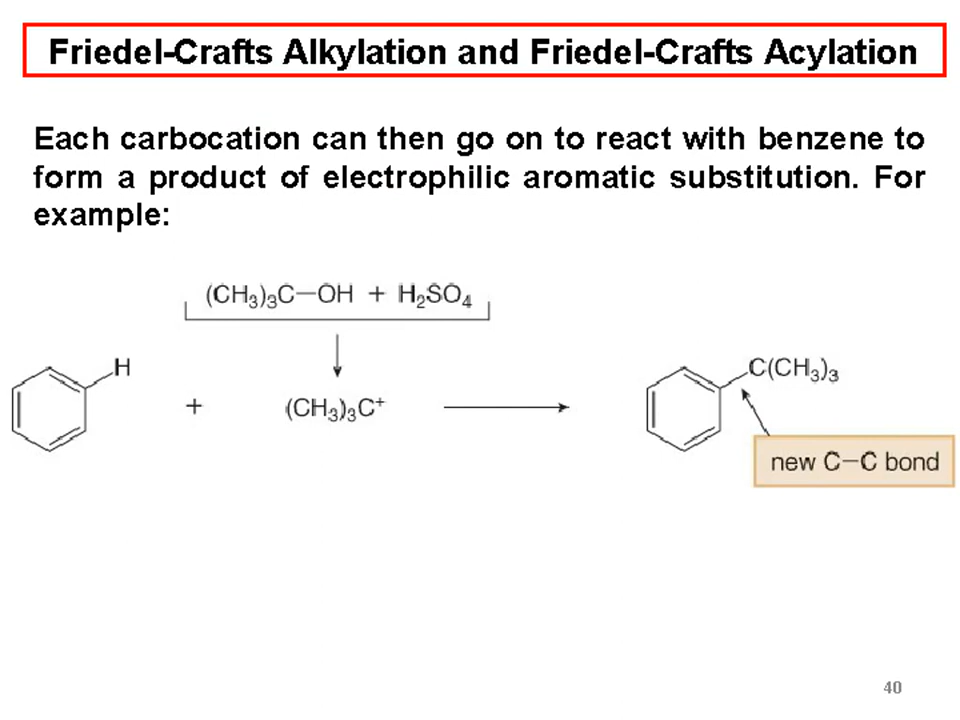 Friedel-Crafts Alkylation and Friedel-Crafts Acylation
Each carbocation can then go on to react with benzene to
form a product of electrophilic aromatic substitution. For
example:
(CH₃)₃C−OH + H₂SO₄
H
+
(CH₃)₃C⁺
C(CH₃)₃
new C−C bond
40